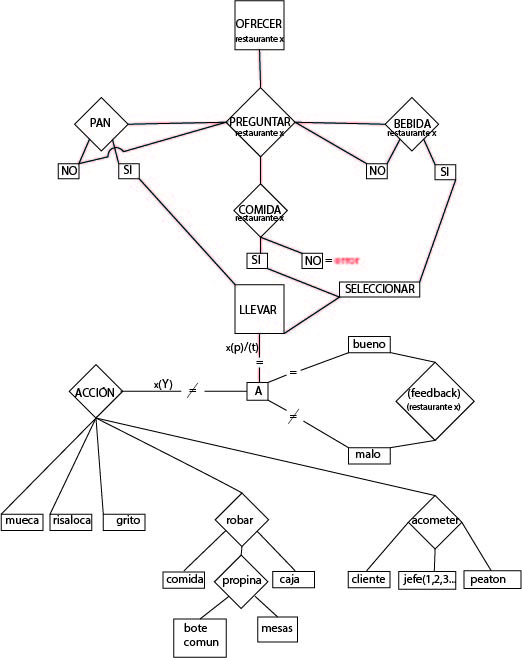 OFRECER
restaurante x
PAN
PREGUNTAR
restaurante x
BEBIDA
restaurante x
NO
SI
NO
SI
COMIDA
restaurante x
SI
NO = error
SELECCIONAR
LLEVAR
x(p)/(t)
=
bueno
ACCIÓN
x(Y)
≠
A
=
≠
(feedback)
(restaurante x)
malo
mueca
risaloca
grito
robar
acometer
comida
propina
caja
cliente
jefe(1,2,3...
peaton
bote
comun
mesas